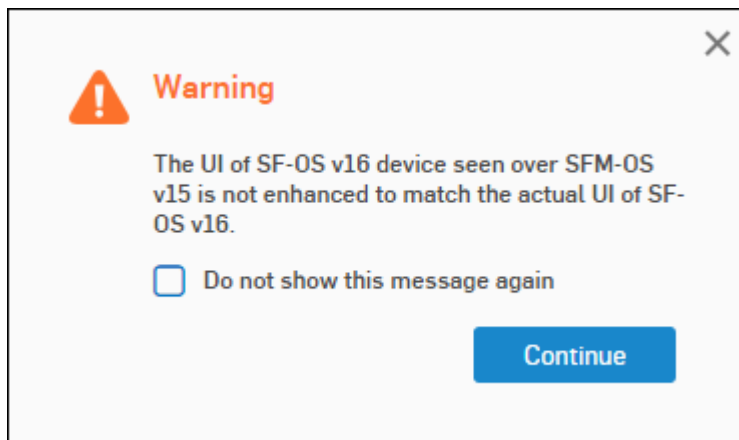 Warning
The UI of SF-OS v16 device seen over SFM-OS
v15 is not enhanced to match the actual UI of SF-
OS v16.
Do not show this message again
Continue